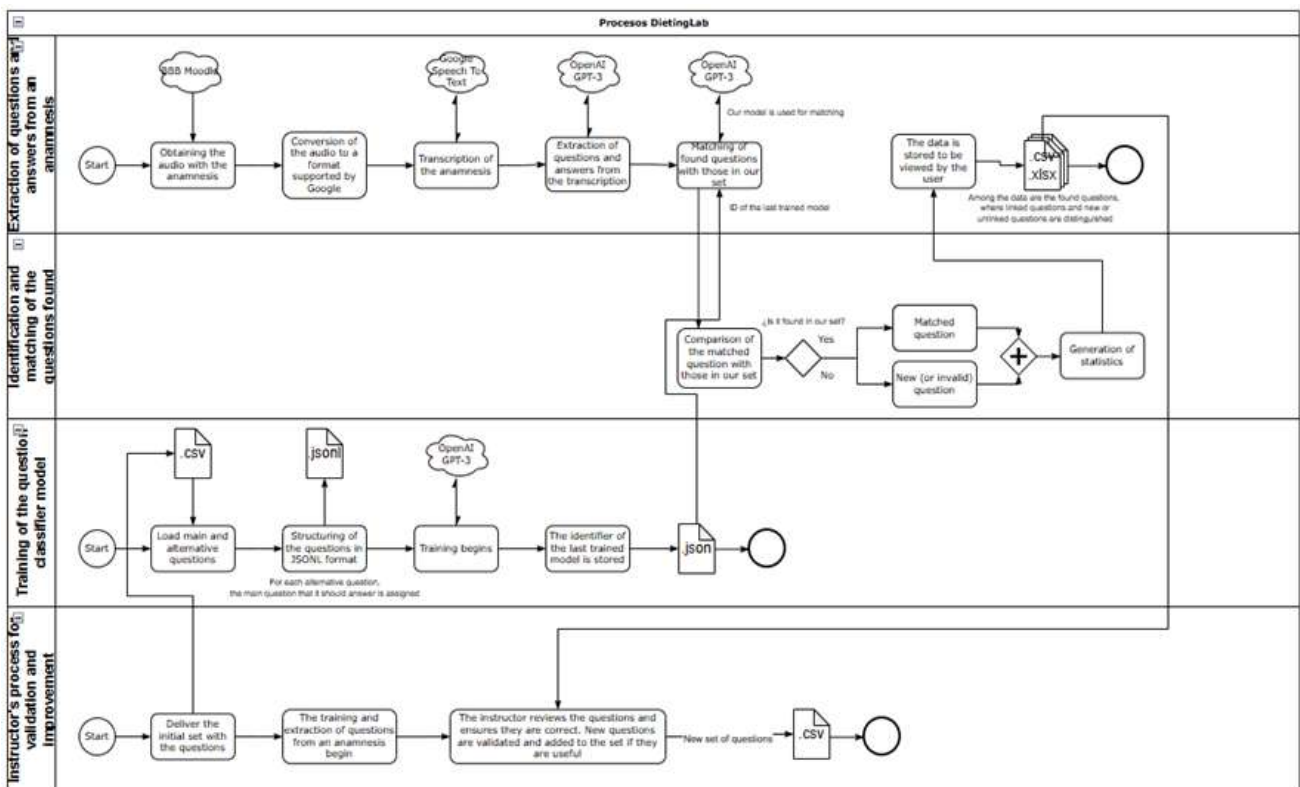 Procesos DietingLab
Extraction of questions and
answers from an
anamnesis
BBB Moodle
Google
Speech To
Text
OpenAI
GPT-3
OpenAI
GPT-3
Our model is used for matching
Start
Obtaining the
audio with the
anamnesis
Conversion of
the audio to a
format
supported by
Google
Transcription of
the anamnesis
Extraction of
questions and
answers from
the transcription
Matching of
found questions
with those in our
set
The data is
stored to be
viewed by the
user
.csv
.xlsx
Among the data are the found questions,
where linked questions and new or
unlinked questions are distinguished
ID of the last trained model
Identification and
matching of the
questions found
Comparison of
the matched
question with
those in our set
¿Is it found in our set?
Yes
No
Matched
question
New (or invalid)
question
Generation of
statistics
Training of the question
classifier model
.csv
.jsonl
OpenAI
GPT-3
Start
Load main and
alternative
questions
Structuring of
the questions in
JSONL format
Training begins
The identifier of
the last trained
model is stored
.json
For each alternative question,
the main question that it should answer is assigned
Instructor's process for
validation and
improvement
Start
Deliver the
initial set with
the questions
The training and
extraction of
questions
from an anamnesis
begin
The instructor reviews the questions and
ensures they are correct. New questions
are validated and added to the set if they
are useful
New set of questions
.csv